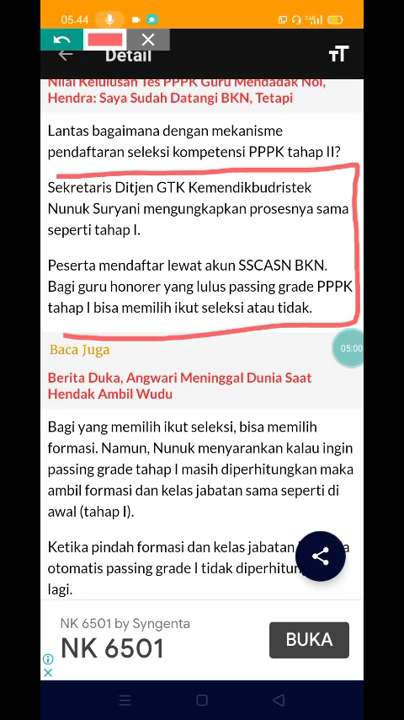 05.44
Detail
TT
Nilai Kelulusan Tes PPPK Guru Mendadak Nol,
Hendra: Saya Sudah Datangi BKN, Tetapi
Lantas bagaimana dengan mekanisme
pendaftaran seleksi kompetensi PPPK tahap II?
Sekretaris Ditjen GTK Kemendikbudristek
Nunuk Suryani mengungkapkan prosesnya sama
seperti tahap I.
Peserta mendaftar lewat akun SSCASN BKN.
Bagi guru honorer yang lulus passing grade PPPK
tahap I bisa memilih ikut seleksi atau tidak.
05:00
Baca Juga
Berita Duka, Angwari Meninggal Dunia Saat
Hendak Ambil Wudu
Bagi yang memilih ikut seleksi, bisa memilih
formasi. Namun, Nunuk menyarankan kalau ingin
passing grade tahap I masih diperhitungkan maka
ambil formasi dan kelas jabatan sama seperti di
awal (tahap I).
Ketika pindah formasi dan kelas jabatan
otomatis passing grade I tidak
lagi.
NK 6501 by Syngenta
NK 6501
BUKA